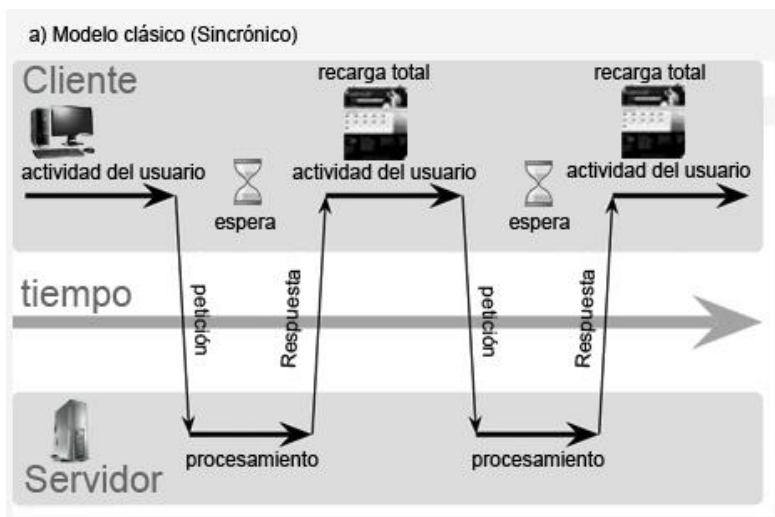 a) Modelo clásico (Sincrónico)
Cliente
recarga total
recarga total
actividad del usuario
actividad del usuario
actividad del usuario
espera
espera
tiempo
petición
Respuesta
petición
Respuesta
procesamiento
procesamiento
Servidor